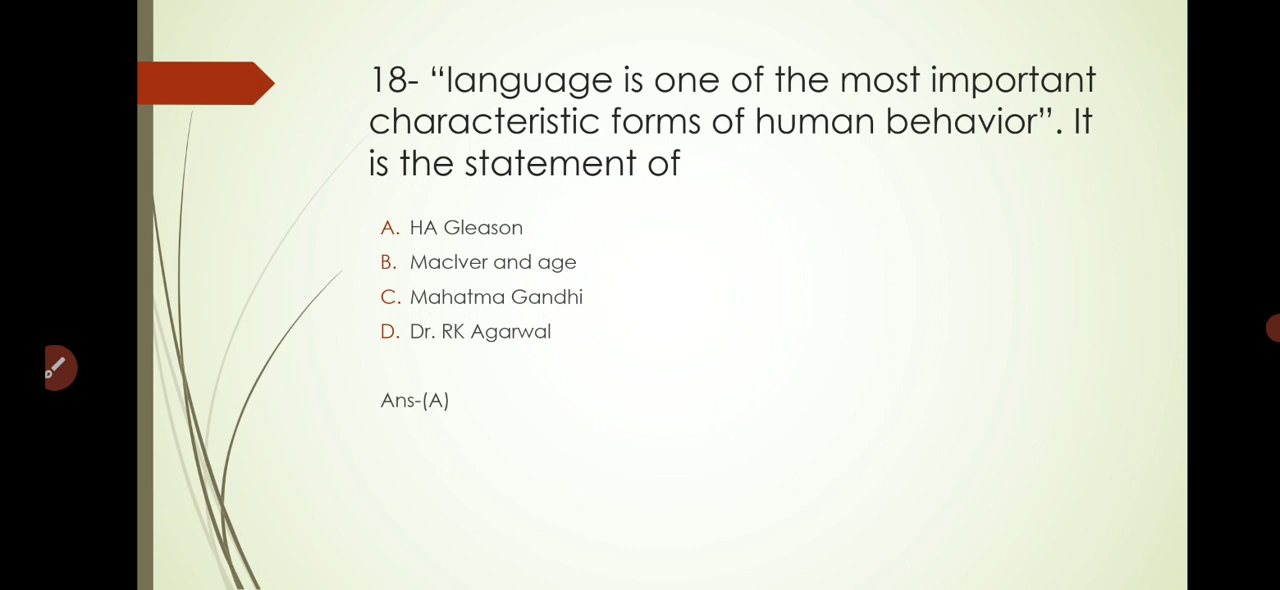 18- “language is one of the most important
characteristic forms of human behavior”. It
is the statement of
A. HA Gleason
B. Maclver and age
C. Mahatma Gandhi
D. Dr. RK Agarwal
Ans-(A)